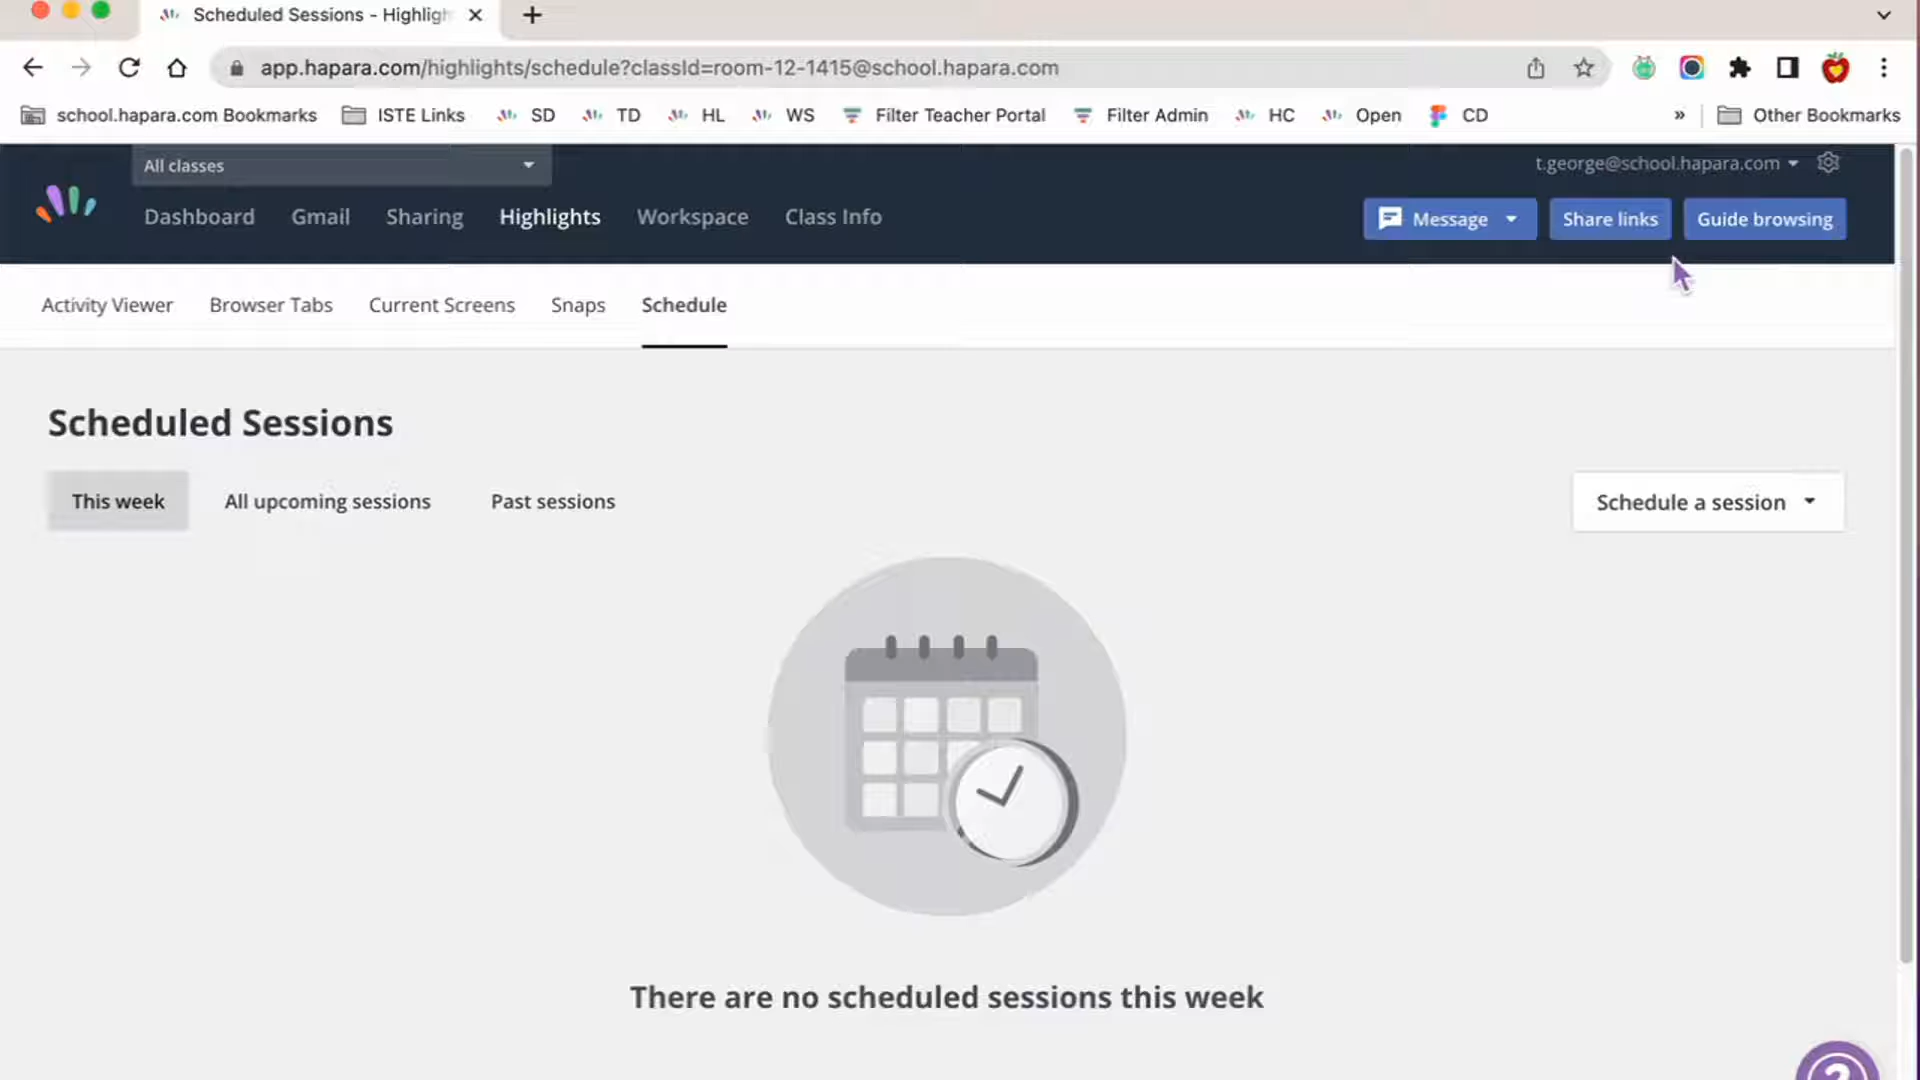 Scheduled Sessions - Highligh
app.hapara.com/highlights/schedule?classId=room-12-1415@school.hapara.com
school.hapara.com Bookmarks ISTE Links SD TD HL WS Filter Teacher Portal Filter Admin HC Open CD » Other Bookmarks
All classes t.george@school.hapara.com
Dashboard Gmail Sharing Highlights Workspace Class Info Message Share links Guide browsing
Activity Viewer Browser Tabs Current Screens Snaps Schedule
Scheduled Sessions
This week All upcoming sessions Past sessions Schedule a session
There are no scheduled sessions this week
?